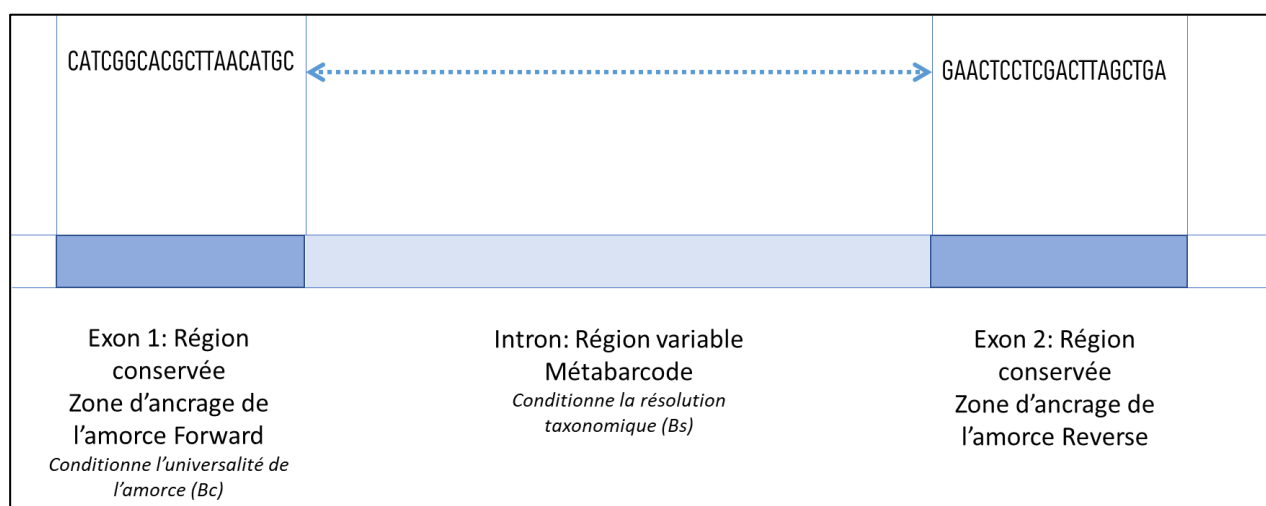 CATCGGCACGCTTAACATGC
GAACTCCTCGACTTAGCTGA
Exon 1: Région
conservée
Zone d’ancrage de
l’amorce Forward
Conditionne l’universalité de
l’amorce (Bc)
Intron: Région variable
Métabarcode
Conditionne la résolution
taxonomique (Bs)
Exon 2: Région
conservée
Zone d’ancrage de
l’amorce Reverse